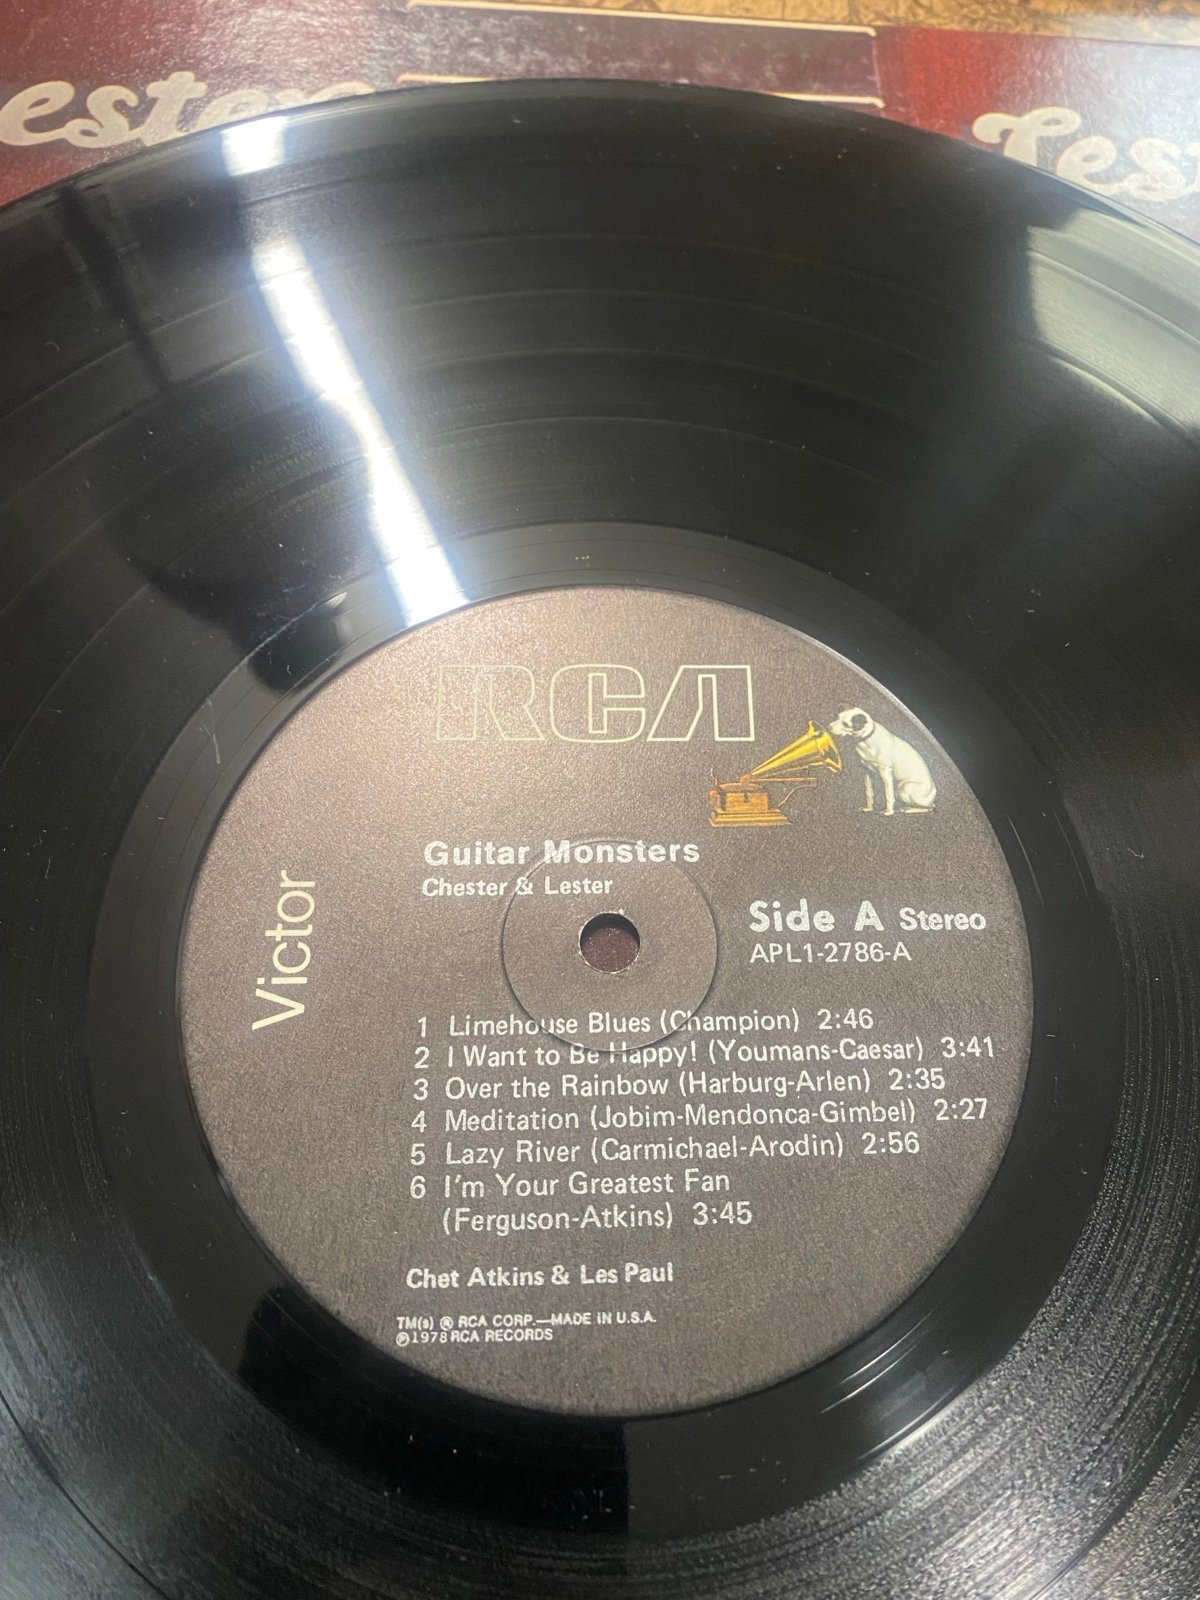 RCA
Victor
Guitar Monsters
Chester & Lester
Side A Stereo
APL1-2786-A
1 Limehouse Blues (Champion) 2:46
2 I Want to Be Happy! (Youmans-Caesar) 3:41
3 Over the Rainbow (Harburg-Arlen) 2:35
4 Meditation (Jobim-Mendonca-Gimbel) 2:27
5 Lazy River (Carmichael-Arodin) 2:56
6 I'm Your Greatest Fan
(Ferguson-Atkins) 3:45
Chet Atkins & Les Paul
TM(s) ® RCA CORP.—MADE IN U.S.A.
℗1978 RCA RECORDS